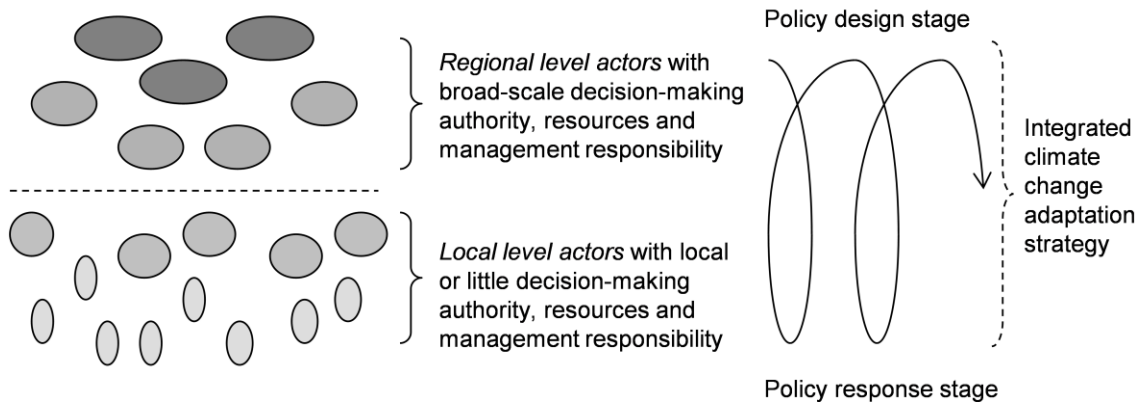 Policy design stage
Regional level actors with
broad-scale decision-making
authority, resources and
management responsibility
Local level actors with local
or little decision-making
authority, resources and
management responsibility
Integrated
climate
change
adaptation
strategy
Policy response stage